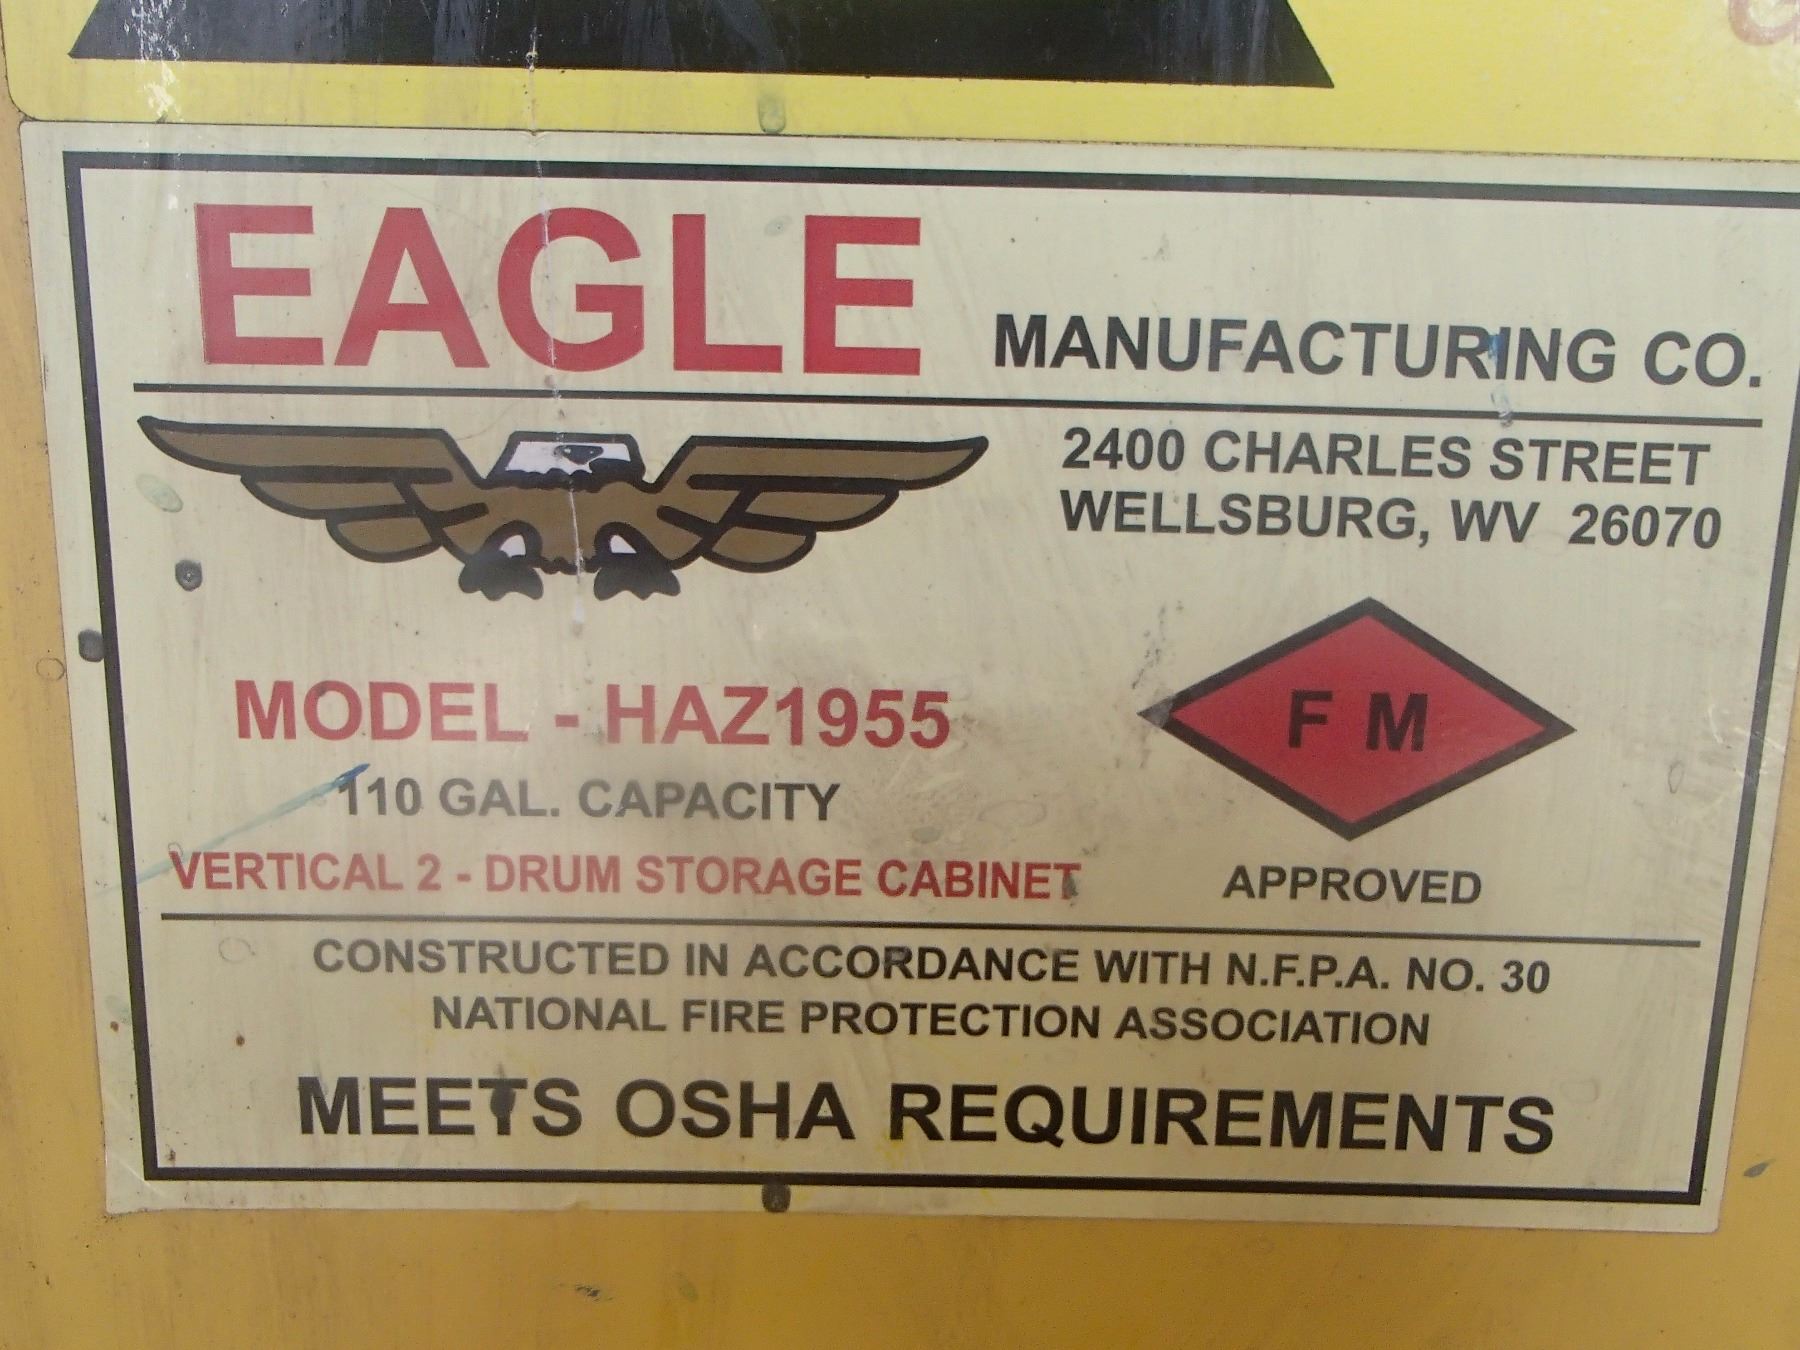 EAGLE MANUFACTURING CO.
2400 CHARLES STREET
WELLSBURG, WV 26070
MODEL - HAZ1955
110 GAL. CAPACITY
VERTICAL 2 - DRUM STORAGE CABINET
F M
APPROVED
CONSTRUCTED IN ACCORDANCE WITH N.F.P.A. NO. 30
NATIONAL FIRE PROTECTION ASSOCIATION
MEETS OSHA REQUIREMENTS